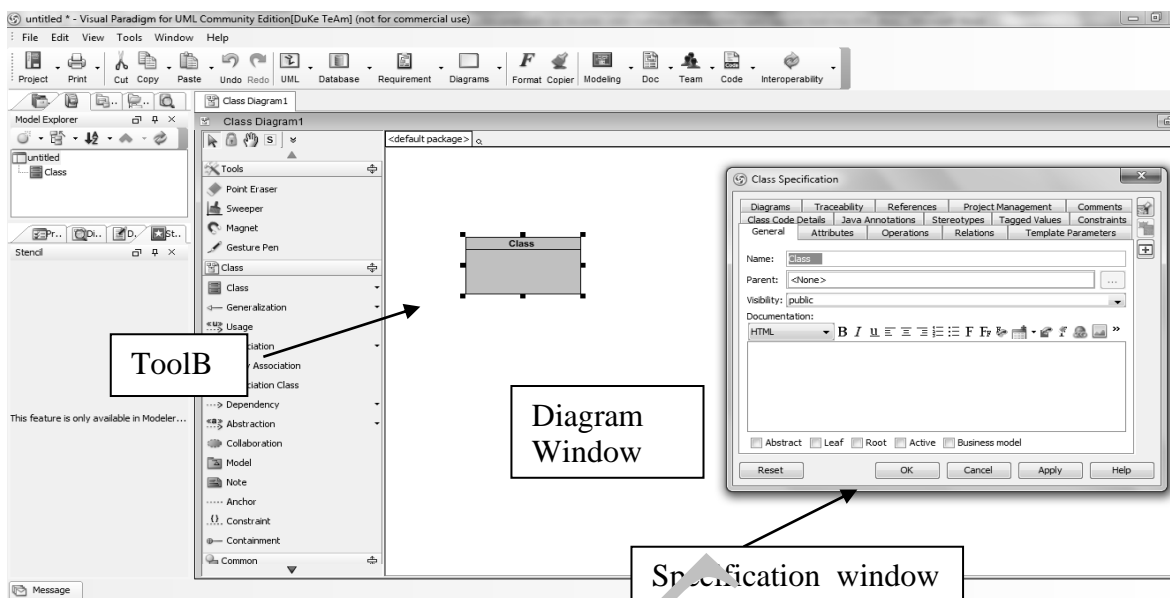 untitled * - Visual Paradigm for UML Community Edition[DuKe TeAm] (not for commercial use)
File Edit View Tools Window Help
Project Print Cut Copy Paste Undo Redo UML Database Requirement Diagrams Format Copier Modeling Doc Team Code Interoperability
Class Diagram1
Model Explorer
Class Diagram1
S
<default package>
untitled
Class
Tools
Point Eraser
Sweeper
Magnet
Gesture Pen
Pr.. Di.. D. St..
Stencil
This feature is only available in Modeler...
Class
Class
Generalization
Usage
Association
Association Class
Dependency
Abstraction
Collaboration
Model
Note
Anchor
Constraint
Containment
Common
Message
ToolB
Class
Diagram
Window
Class Specification
Diagrams Traceability References Project Management Comments
Class Code Details Java Annotations Stereotypes Tagged Values Constraints
General Attributes Operations Relations Template Parameters
Name: Class
Parent: <None> ...
Visibility: public
Documentation:
HTML B I U F
Abstract Leaf Root Active Business model
Reset OK Cancel Apply Help
Specification window